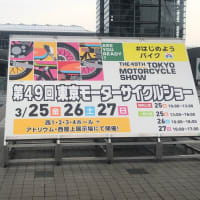 ARE YOU READY?
#はじめよう
バイク
THE 49TH TOKYO
MOTORCYCLE SHOW
第49回東京モーターサイクルショー
3/25金26土27日
西1・2・3・4ホール+
アトリウム・西屋上展示場にて開催!